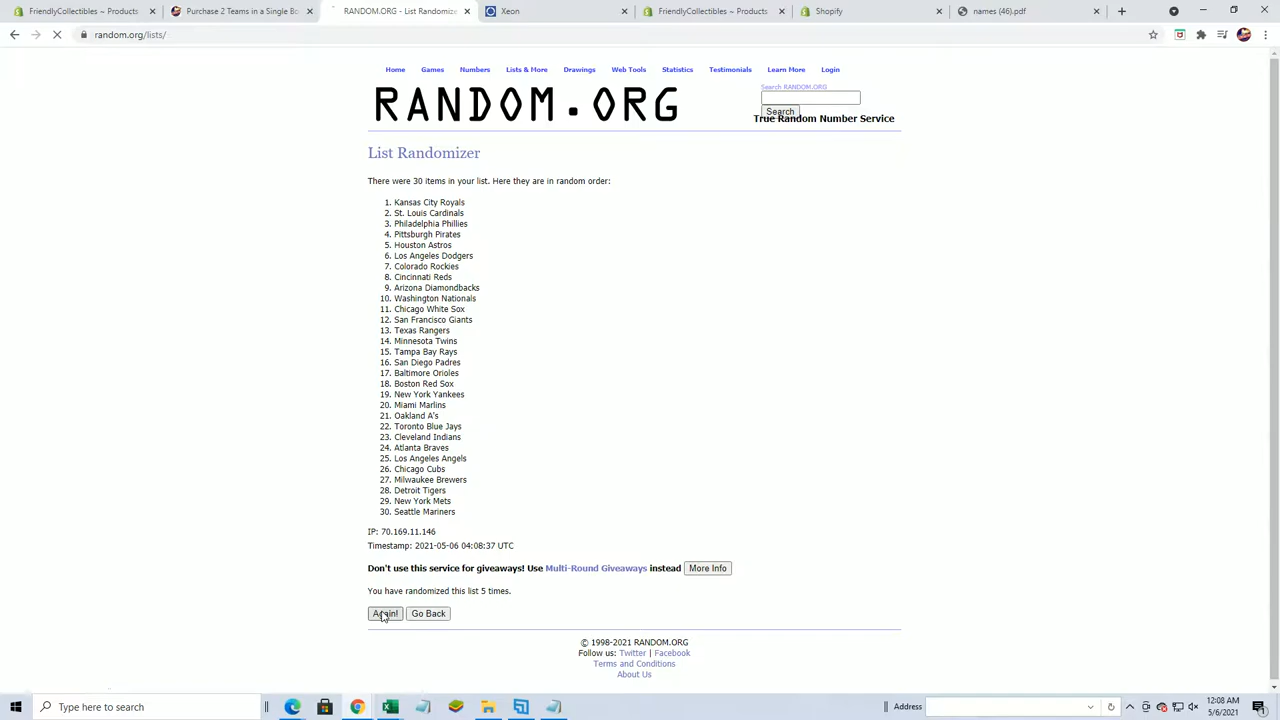 FriendlyCollectibles ~ Products
Purchase 2 Teams in a Single Bo
RANDOM.ORG - List Randomizer
Xeon
FriendlyCollectibles ~ Products
Shopify
names (46).pdf
random.org/lists/
Home Games Numbers Lists & More Drawings Web Tools Statistics Testimonials Learn More Login
Search RANDOM.ORG
RANDOM.ORG
Search
True Random Number Service
List Randomizer
There were 30 items in your list. Here they are in random order:
1. Kansas City Royals
2. St. Louis Cardinals
3. Philadelphia Phillies
4. Pittsburgh Pirates
5. Houston Astros
6. Los Angeles Dodgers
7. Colorado Rockies
8. Cincinnati Reds
9. Arizona Diamondbacks
10. Washington Nationals
11. Chicago White Sox
12. San Francisco Giants
13. Texas Rangers
14. Minnesota Twins
15. Tampa Bay Rays
16. San Diego Padres
17. Baltimore Orioles
18. Boston Red Sox
19. New York Yankees
20. Miami Marlins
21. Oakland A's
22. Toronto Blue Jays
23. Cleveland Indians
24. Atlanta Braves
25. Los Angeles Angels
26. Chicago Cubs
27. Milwaukee Brewers
28. Detroit Tigers
29. New York Mets
30. Seattle Mariners
IP: 70.169.11.146
Timestamp: 2021-05-06 04:08:37 UTC
Don't use this service for giveaways! Use Multi-Round Giveaways instead More Info
You have randomized this list 5 times.
Again! Go Back
© 1998-2021 RANDOM.ORG
Follow us: Twitter | Facebook
Terms and Conditions
About Us
Type here to search
Address
12:08 AM
5/6/2021